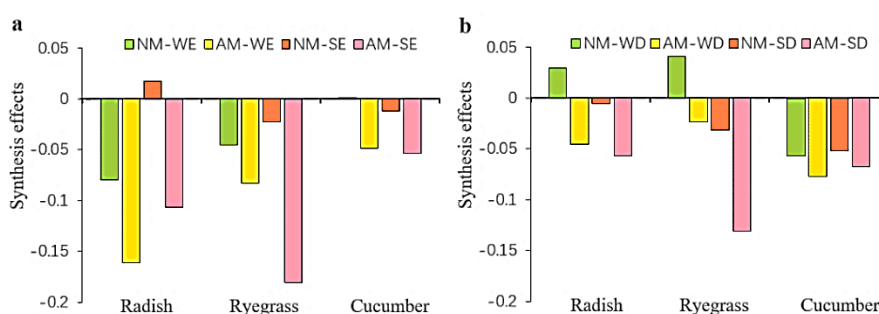 a
NM-WE AM-WE NM-SE AM-SE
Synthesis effects
0.05
0
-0.05
-0.1
-0.15
-0.2
Radish Ryegrass Cucumber
b
NM-WD AM-WD NM-SD AM-SD
Synthesis effects
0.05
0
-0.05
-0.1
-0.15
-0.2
Radish Ryegrass Cucumber